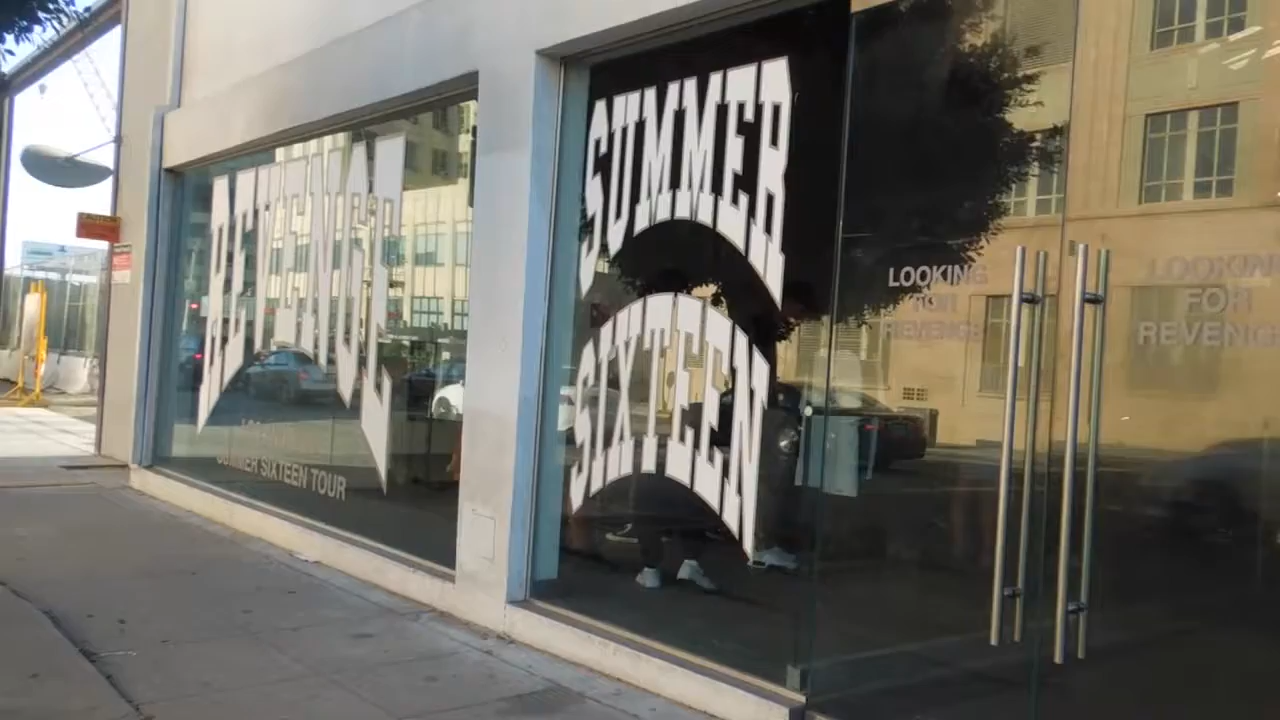 REVENGE
SUMMER SIXTEEN TOUR
SUMMER
SIXTEEN
LOOKING
FOR
REVENGE
LOOKING
FOR
REVENGE